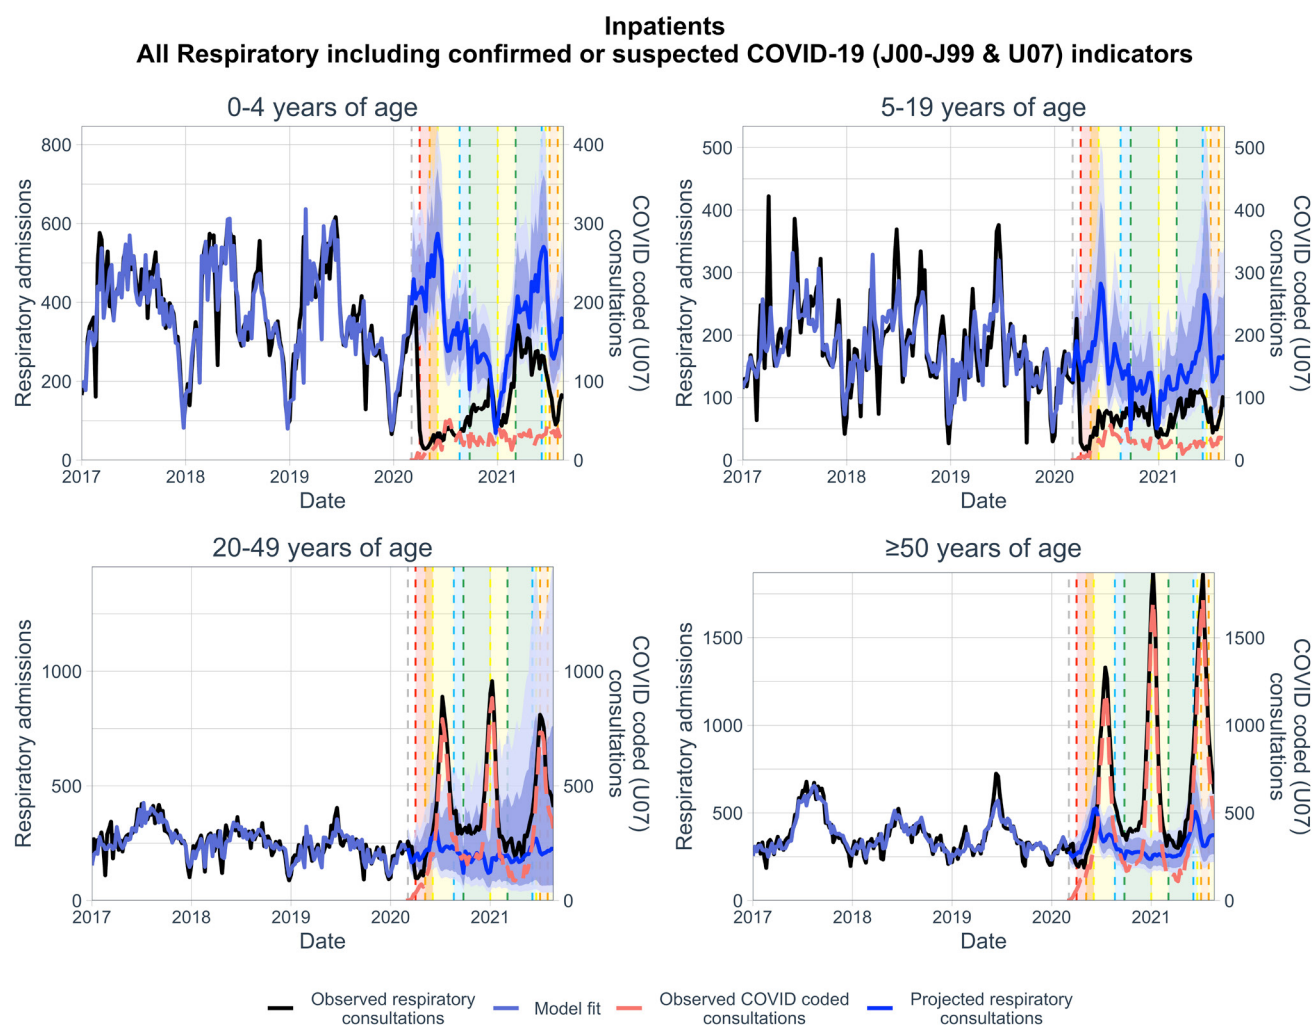 Inpatients
All Respiratory including confirmed or suspected COVID-19 (J00-J99 & U07) indicators
0-4 years of age
Respiratory admissions
800
600
400
200
0
400
300
200
100
0
COVID coded (U07)
consultations
2017 2018 2019 2020 2021
Date
5-19 years of age
Respiratory admissions
500
400
300
200
100
0
500
400
300
200
100
0
COVID coded (U07)
consultations
2017 2018 2019 2020 2021
Date
20-49 years of age
Respiratory admissions
1000
500
0
1000
500
0
COVID coded (U07)
consultations
2017 2018 2019 2020 2021
Date
≥50 years of age
Respiratory admissions
1500
1000
500
0
1500
1000
500
0
COVID coded (U07)
consultations
2017 2018 2019 2020 2021
Date
Observed respiratory
consultations
Model fit
Observed COVID coded
consultations
Projected respiratory
consultations